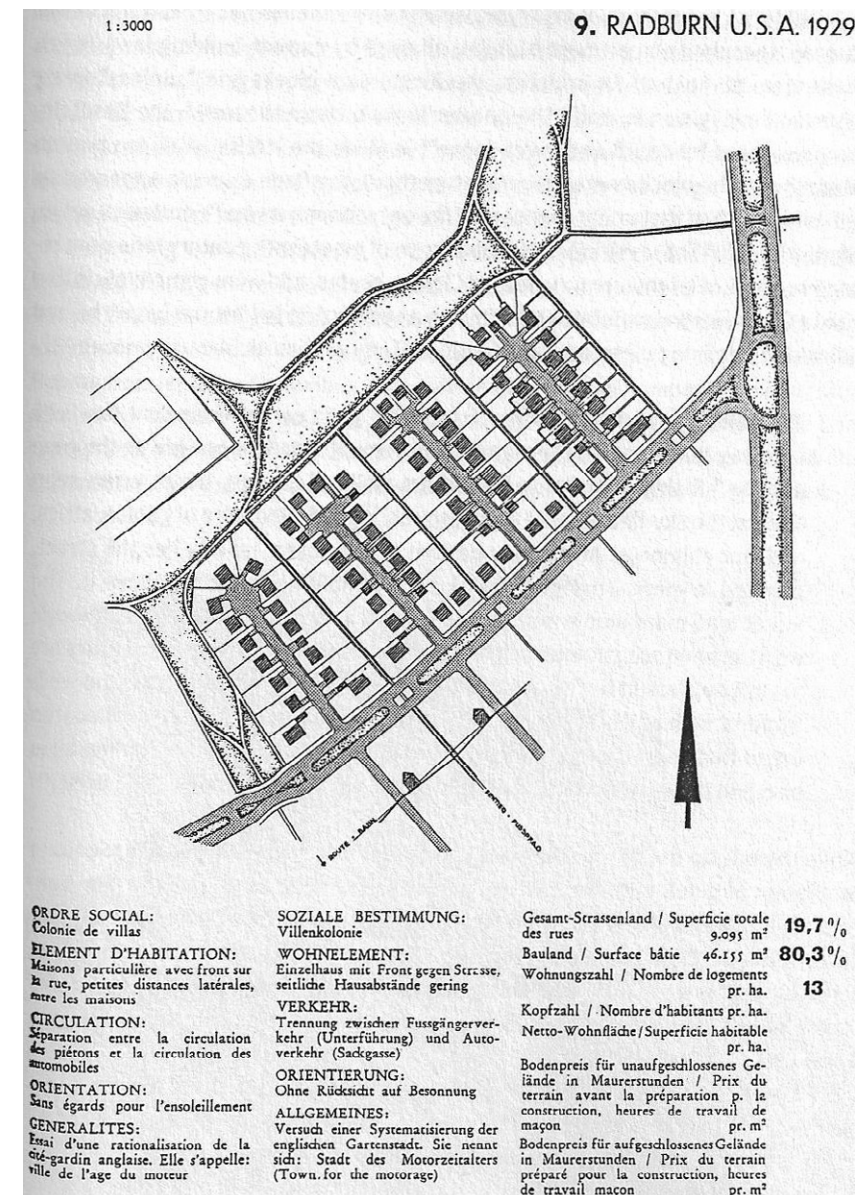 1:3000
9. RADBURN U.S.A. 1929
ORDRE SOCIAL:
Colonie de villas
ELEMENT D'HABITATION:
Maisons particulière avec front sur
la rue, petites distances latérales,
entre les maisons
CIRCULATION:
Séparation entre la circulation
des piétons et la circulation des
automobiles
ORIENTATION:
Sans égards pour l'ensoleillement
GENERALITES:
Essai d'une rationalisation de la
cité-gardin anglaise. Elle s'appelle:
ville de l'age du moteur
SOZIALE BESTIMMUNG:
Villenkolonie
WOHNELEMENT:
Einzelhaus mit Front gegen Strasse,
seitliche Hausabstände gering
VERKEHR:
Trennung zwischen Fussgängerver-
kehr (Unterführung) und Auto-
verkehr (Sackgasse)
ORIENTIERUNG:
Ohne Rücksicht auf Besonnung
ALLGEMEINES:
Versuch einer Systematisierung der
englischen Gartenstadt. Sie nennt
sich: Stadt des Motorzeitalters
(Town. for the motorage)
Gesamt-Strassenland / Superficie totale
des rues 9.095 m² 19,7 %
Bauland / Surface bâtie 46.155 m² 80,3 %
Wohnungszahl / Nombre de logements
pr. ha. 13
Kopfzahl / Nombre d'habitants pr. ha.
Netto-Wohnfläche / Superficie habitable
pr. ha.
Bodenpreis für unaufgeschlossenes Ge-
lände in Maurerstunden / Prix du
terrain avant la préparation p. la
construction, heures de travail de
maçon pr. m²
Bodenpreis für aufgeschlossenes Gelände
in Maurerstunden / Prix du terrain
préparé pour la construction, heures
de travail maçon pr. m²